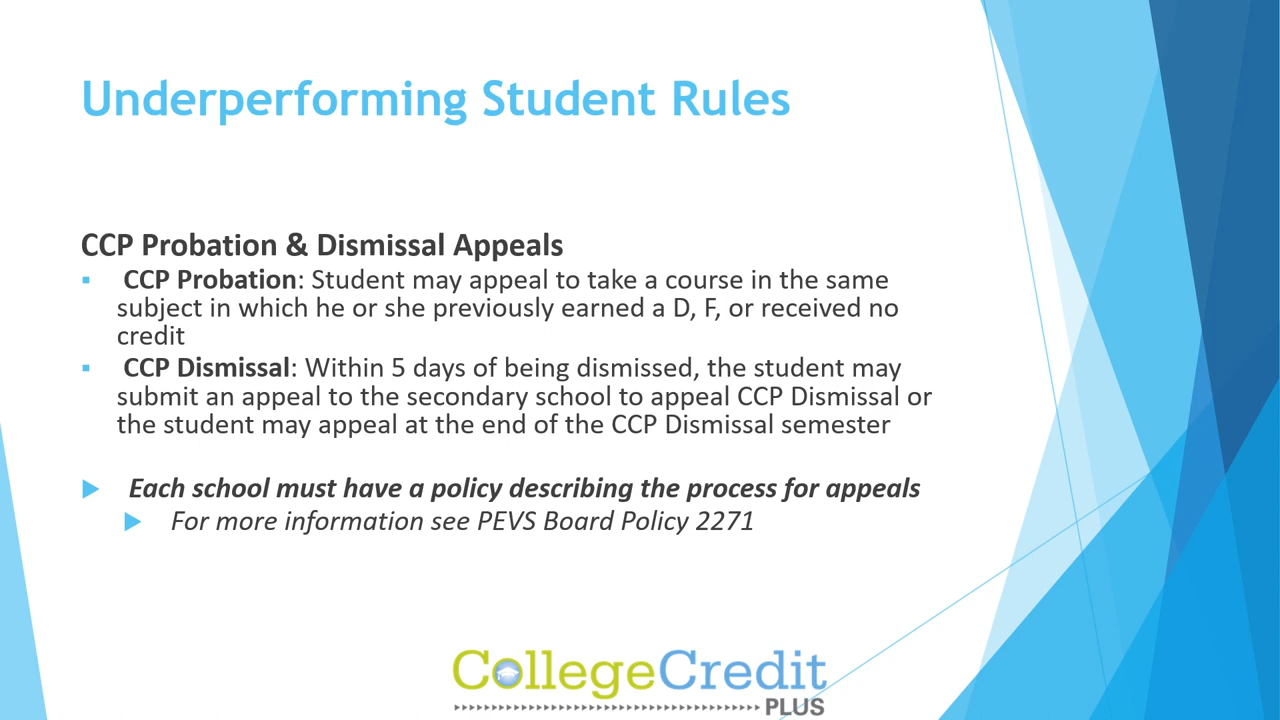 Underperforming Student Rules
CCP Probation & Dismissal Appeals
CCP Probation: Student may appeal to take a course in the same
subject in which he or she previously earned a D, F, or received no
credit
CCP Dismissal: Within 5 days of being dismissed, the student may
submit an appeal to the secondary school to appeal CCP Dismissal or
the student may appeal at the end of the CCP Dismissal semester
Each school must have a policy describing the process for appeals
For more information see PEVS Board Policy 2271
CollegeCredit
PLUS